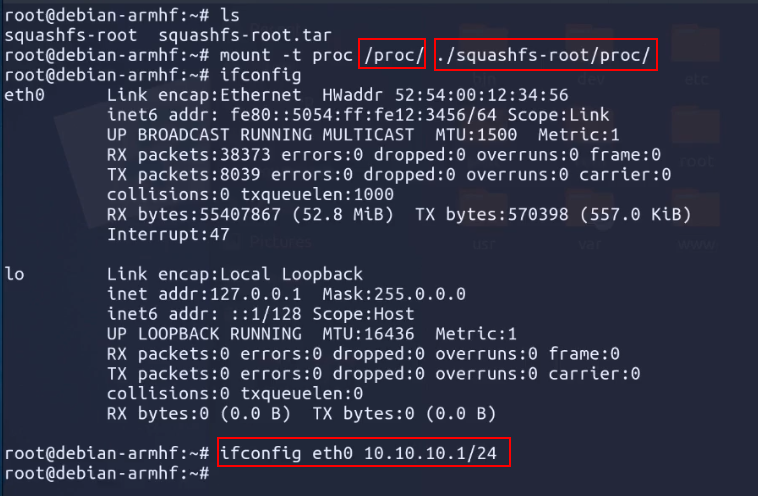 root@debian-armhf:~# ls
squashfs-root  squashfs-root.tar
root@debian-armhf:~# mount -t proc /proc/ ./squashfs-root/proc/
root@debian-armhf:~# ifconfig
eth0      Link encap:Ethernet  HWaddr 52:54:00:12:34:56
          inet6 addr: fe80::5054:ff:fe12:3456/64 Scope:Link
          UP BROADCAST RUNNING MULTICAST  MTU:1500  Metric:1
          RX packets:38373 errors:0 dropped:0 overruns:0 frame:0
          TX packets:8039 errors:0 dropped:0 overruns:0 carrier:0
          collisions:0 txqueuelen:1000
          RX bytes:55407867 (52.8 MiB)  TX bytes:570398 (557.0 KiB)
          Interrupt:47
lo        Link encap:Local Loopback
          inet addr:127.0.0.1  Mask:255.0.0.0
          inet6 addr: ::1/128 Scope:Host
          UP LOOPBACK RUNNING  MTU:16436  Metric:1
          RX packets:0 errors:0 dropped:0 overruns:0 frame:0
          TX packets:0 errors:0 dropped:0 overruns:0 carrier:0
          collisions:0 txqueuelen:0
          RX bytes:0 (0.0 B)  TX bytes:0 (0.0 B)
root@debian-armhf:~# ifconfig eth0 10.10.10.1/24
root@debian-armhf:~#
bin
dev
etc
root
Pictures
usr
var
www